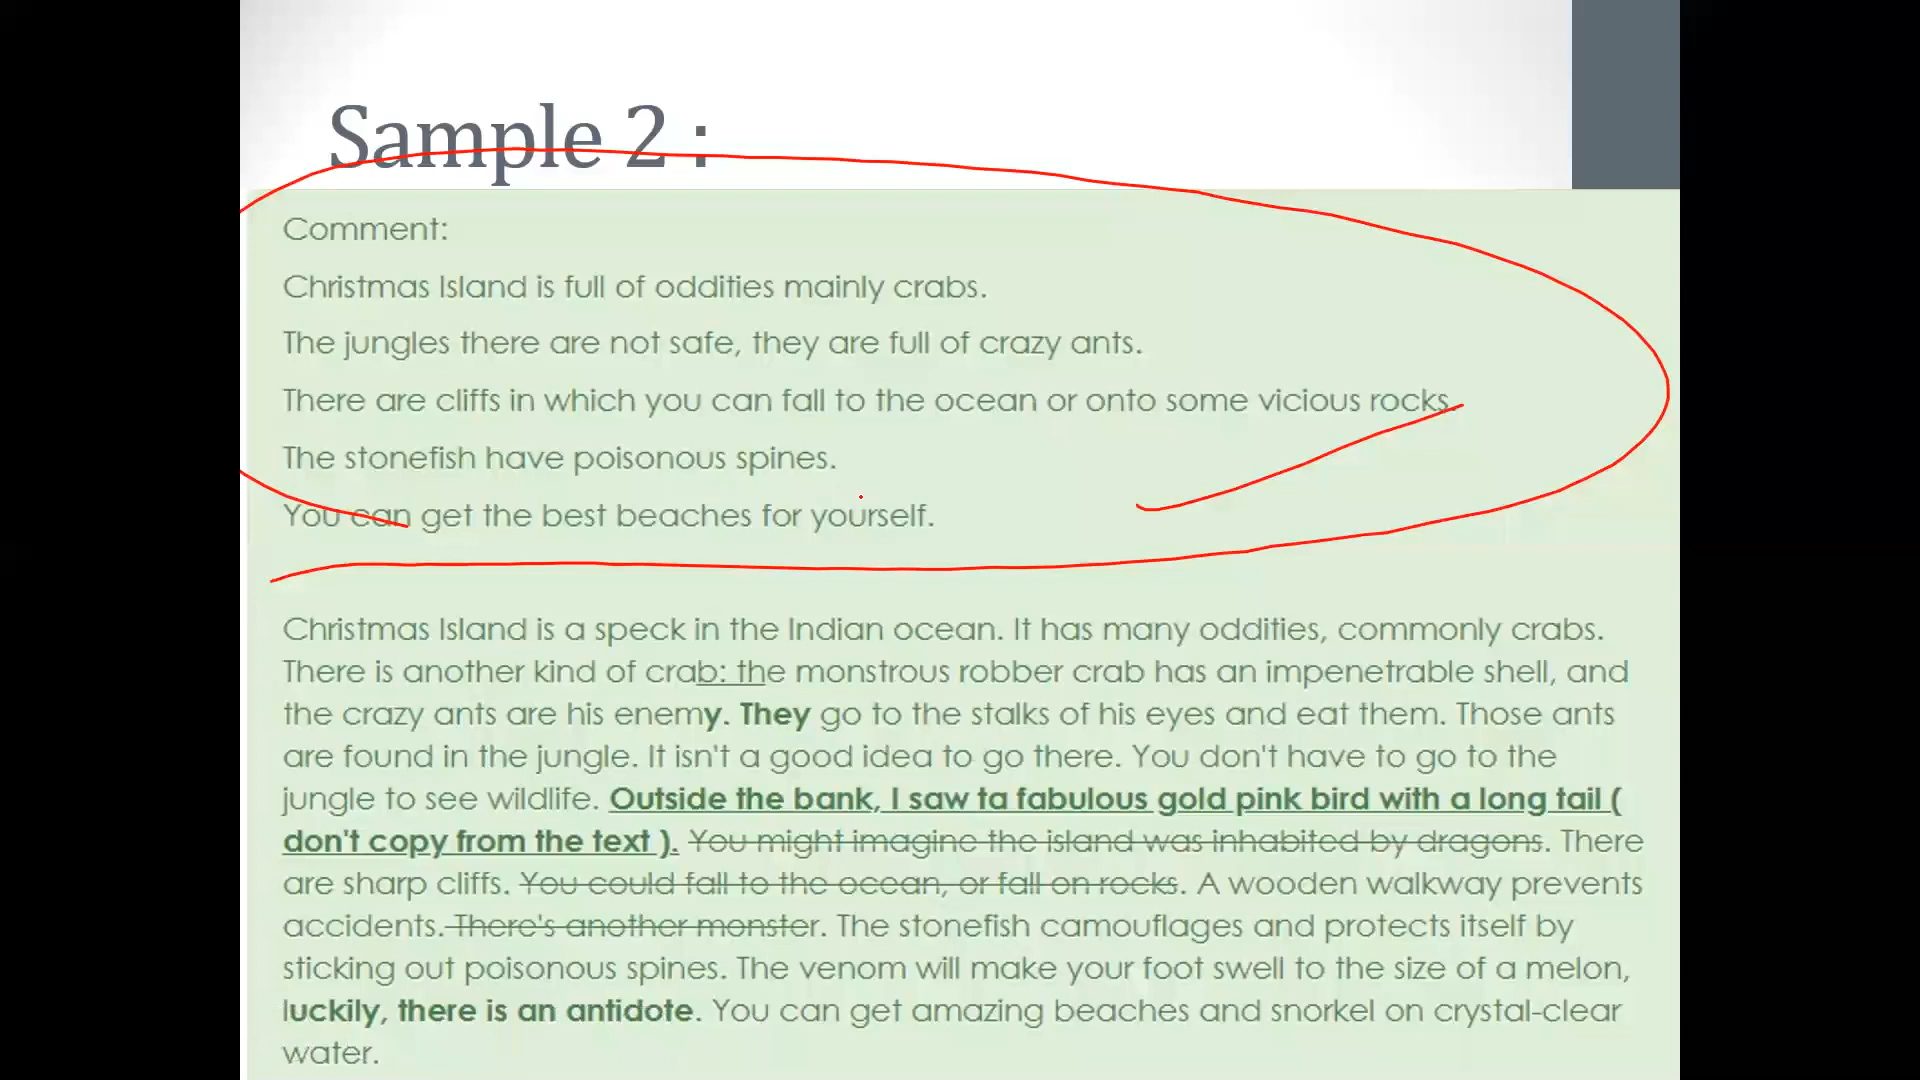 Sample 2 :
Comment:
Christmas Island is full of oddities mainly crabs.
The jungles there are not safe, they are full of crazy ants.
There are cliffs in which you can fall to the ocean or onto some vicious rocks.
The stonefish have poisonous spines.
You can get the best beaches for yourself.
Christmas Island is a speck in the Indian ocean. It has many oddities, commonly crabs.
There is another kind of crab: the monstrous robber crab has an impenetrable shell, and
the crazy ants are his enemy. They go to the stalks of his eyes and eat them. Those ants
are found in the jungle. It isn't a good idea to go there. You don't have to go to the
jungle to see wildlife. Outside the bank, I saw ta fabulous gold pink bird with a long tail (
don't copy from the text ). You might imagine the island was inhabited by dragons. There
are sharp cliffs. You could fall to the ocean, or fall on rocks. A wooden walkway prevents
accidents. There's another monster. The stonefish camouflages and protects itself by
sticking out poisonous spines. The venom will make your foot swell to the size of a melon,
luckily, there is an antidote. You can get amazing beaches and snorkel on crystal-clear
water.